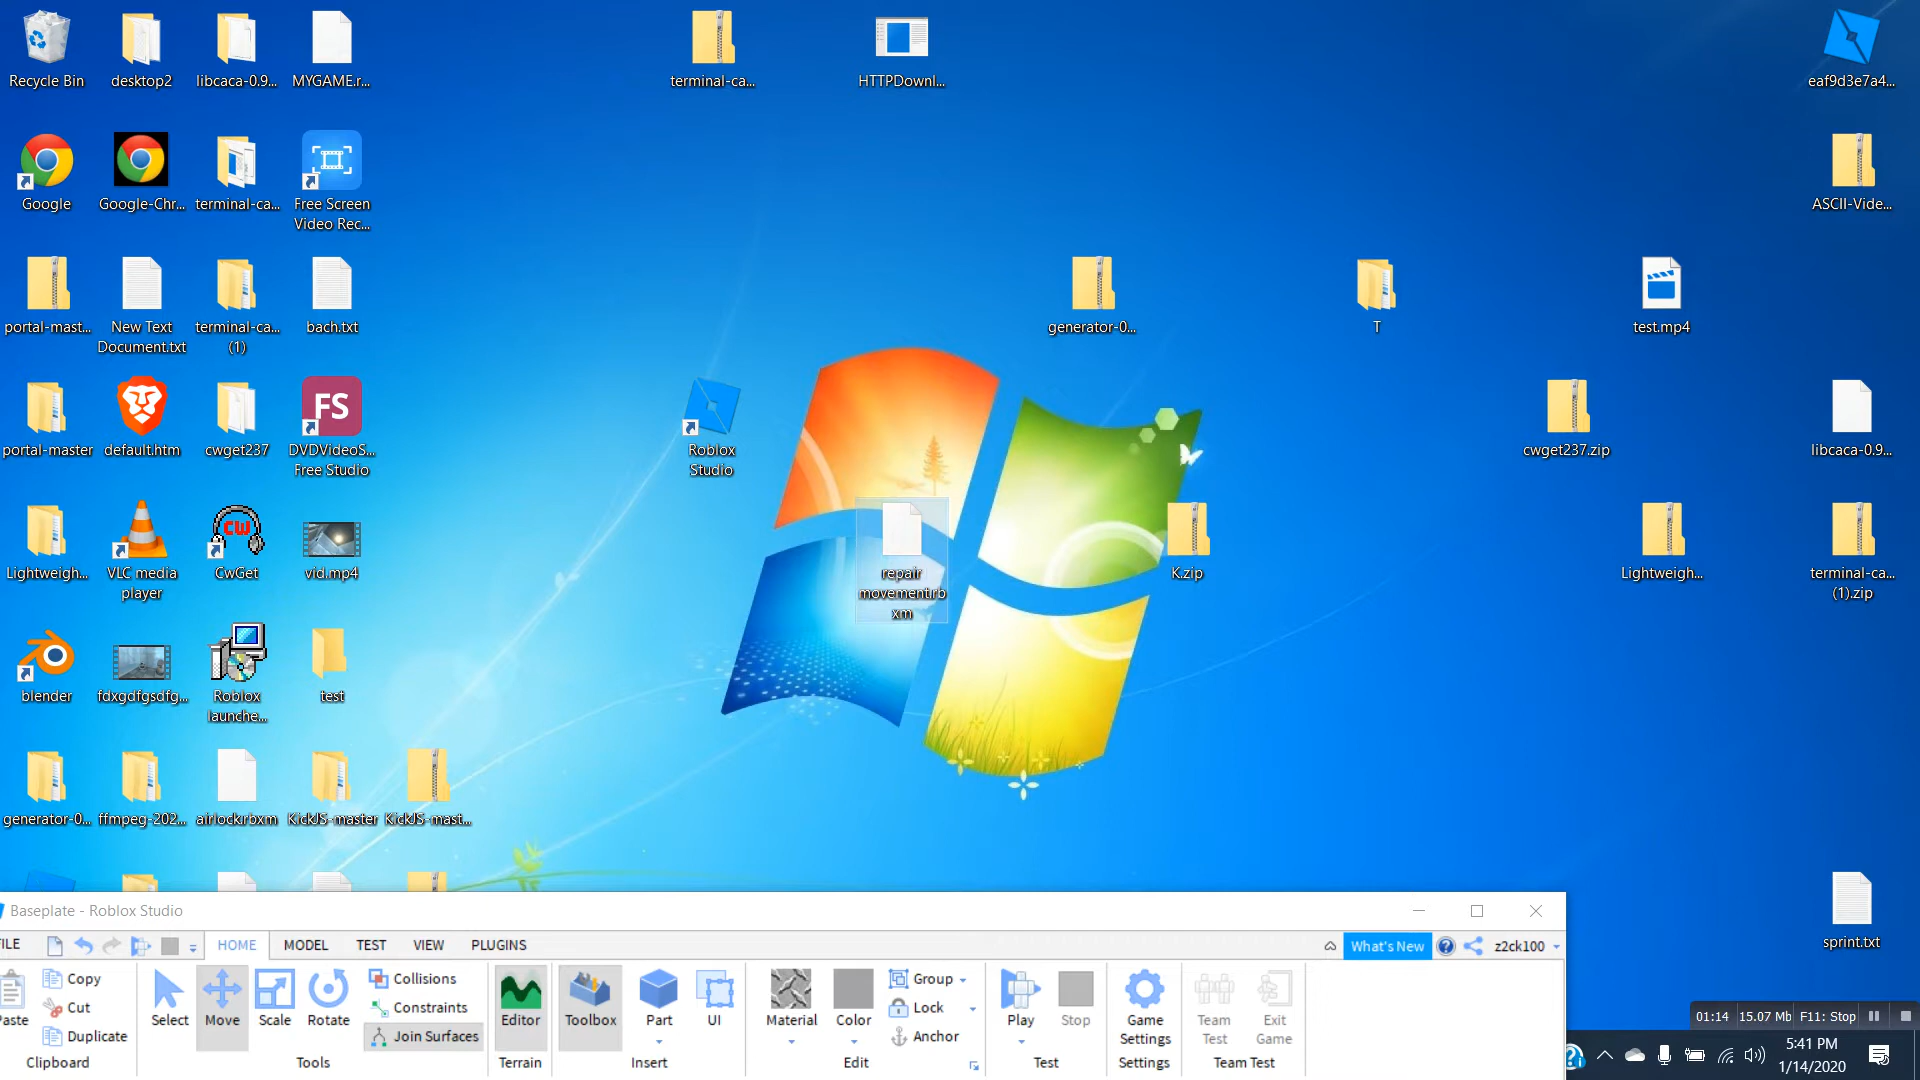 Recycle Bin
desktop2
libcaca-0.9...
MYGAME.r...
terminal-ca...
HTTPDownl...
eaf9d3e7a4...
Google
Google-Chr...
terminal-ca...
Free Screen
Video Rec...
ASCII-Vide...
portal-mast...
New Text
Document.txt
terminal-ca...
(1)
bach.txt
generator-0...
T
test.mp4
portal-master
default.htm
cwget237
FS
DVDVideoS...
Free Studio
Roblox
Studio
cwget237.zip
libcaca-0.9...
Lightweigh...
VLC media
player
CW
CwGet
vid.mp4
repair
movement.rb
xm
K.zip
Lightweigh...
terminal-ca...
(1).zip
blender
fdxgdfgsdfg...
Roblox
launche...
test
generator-0...
ffmpeg-202...
airlock.rbxm
KickJS-master
KickJS-mast...
sprint.txt
Baseplate - Roblox Studio
ILE
HOME
MODEL
TEST
VIEW
PLUGINS
What's New
z2ck100
aste
Copy
Cut
Duplicate
Clipboard
Select
Move
Scale
Rotate
Collisions
Constraints
Join Surfaces
Tools
Editor
Terrain
Toolbox
Part
UI
Insert
Material
Color
Group
Lock
Anchor
Edit
Play
Stop
Test
Game
Settings
Settings
Team
Test
Exit
Game
Team Test
01:14
15.07 Mb
F11: Stop
5:41 PM
1/14/2020